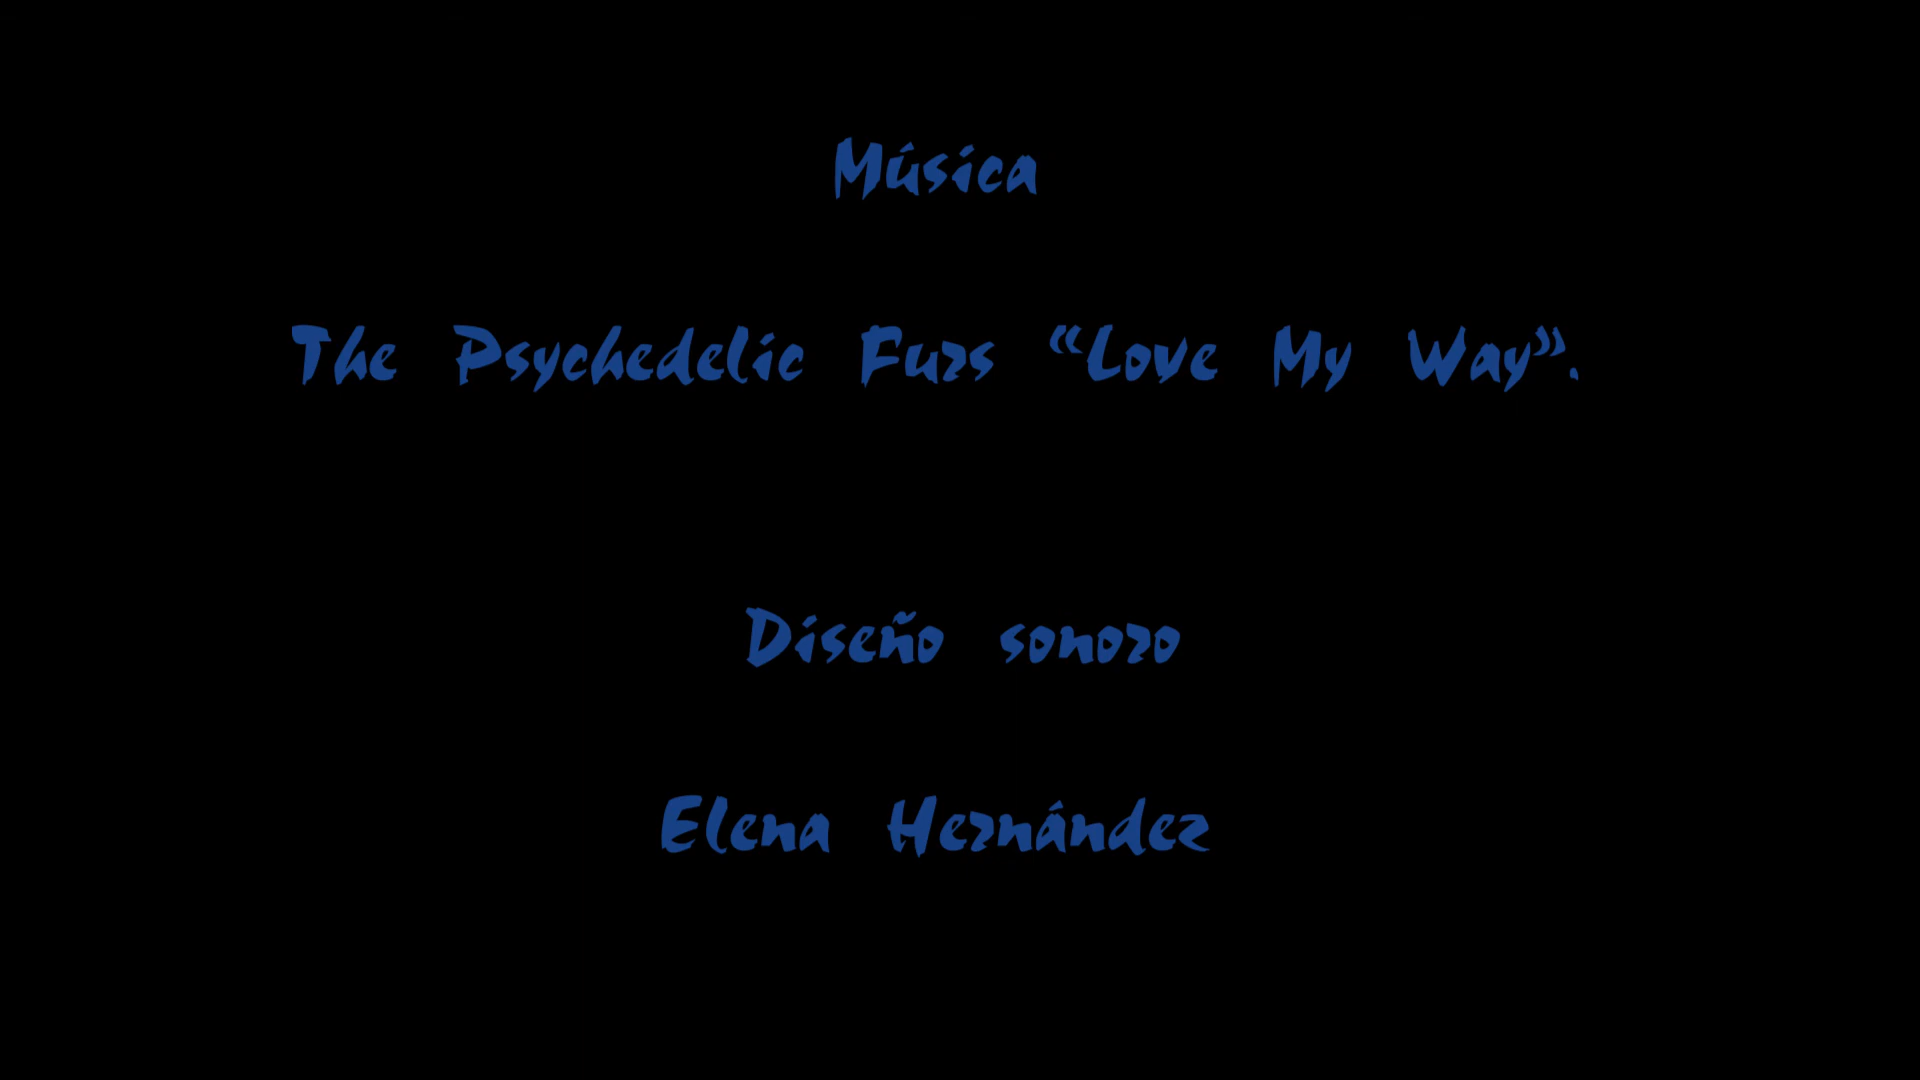 Música
The Psychedelic Furs “Love My Way”.
Diseño sonoro
Elena Hernández